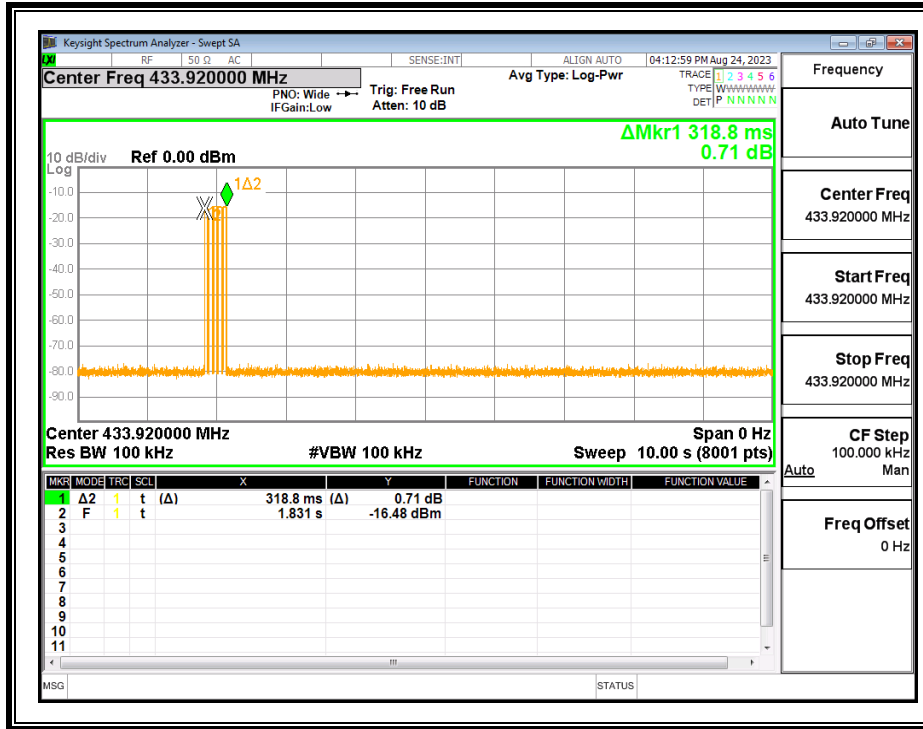 Keysight Spectrum Analyzer - Swept SA
LXI RF 50 Ω AC SENSE:INT ALIGN AUTO 04:12:59 PM Aug 24, 2023
Center Freq 433.920000 MHz
Avg Type: Log-Pwr
TRACE 1 2 3 4 5 6
TYPE WWWWWW
DET P N N N N N
PNO: Wide
IFGain:Low
Trig: Free Run
Atten: 10 dB
ΔMkr1 318.8 ms
0.71 dB
10 dB/div Ref 0.00 dBm
Log
-10.0
-20.0
-30.0
-40.0
-50.0
-60.0
-70.0
-80.0
-90.0
1Δ2
Center 433.920000 MHz Span 0 Hz
Res BW 100 kHz #VBW 100 kHz Sweep 10.00 s (8001 pts)
MKR MODE TRC SCL X Y FUNCTION FUNCTION WIDTH FUNCTION VALUE
1 Δ2 1 t (Δ) 318.8 ms (Δ) 0.71 dB
2 F 1 t 1.831 s -16.48 dBm
3
4
5
6
7
8
9
10
11
MSG STATUS
Frequency
Auto Tune
Center Freq
433.920000 MHz
Start Freq
433.920000 MHz
Stop Freq
433.920000 MHz
CF Step
100.000 kHz
Auto Man
Freq Offset
0 Hz